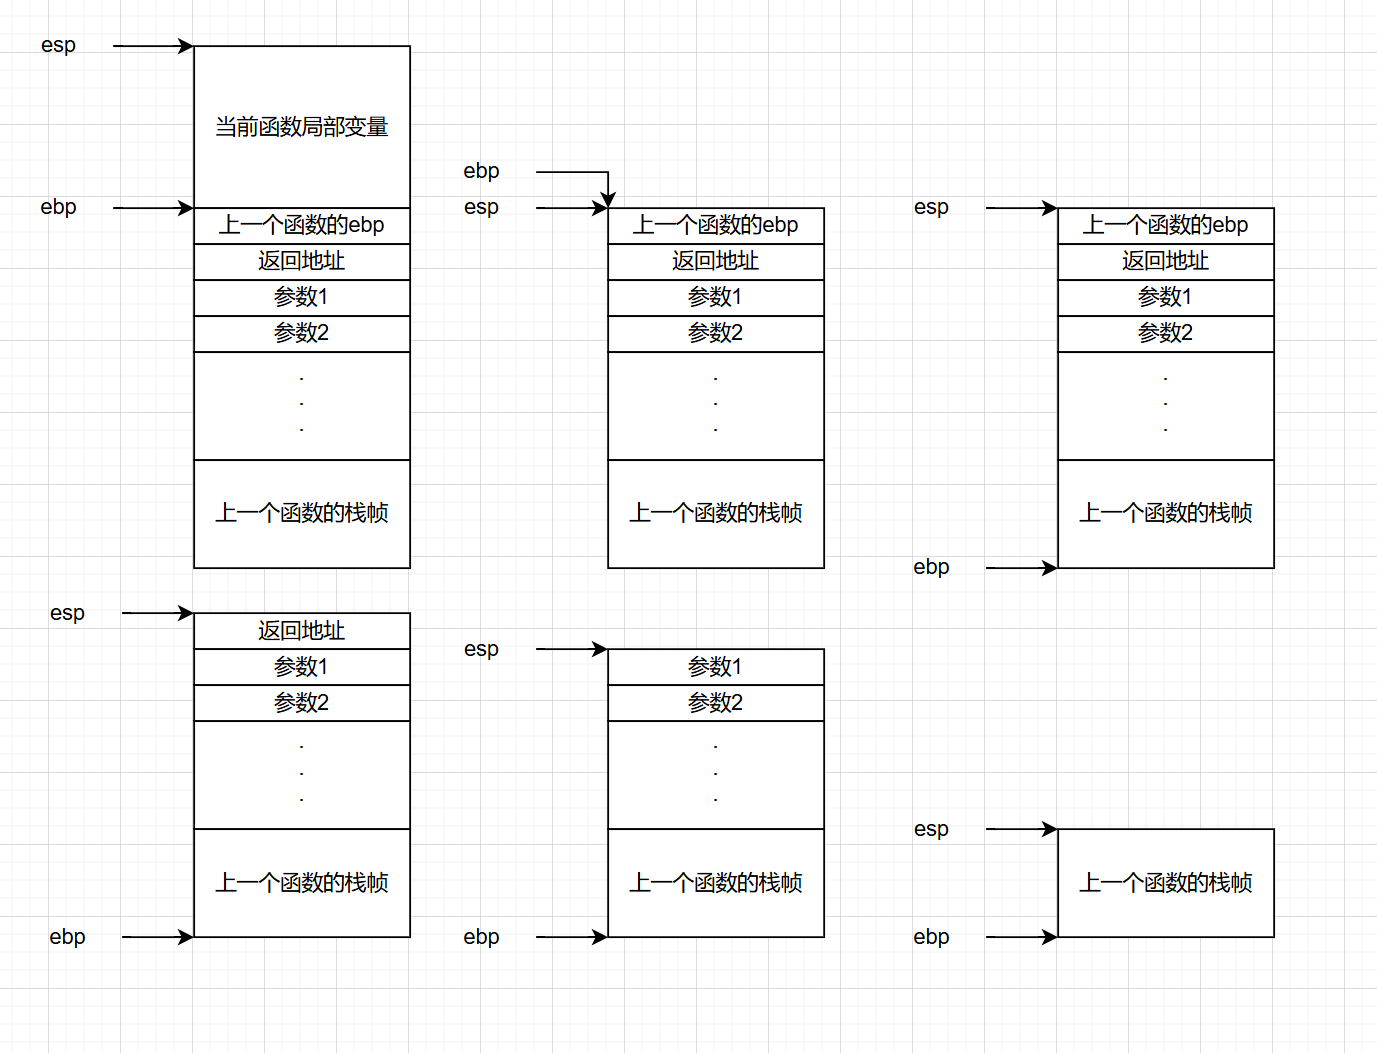 esp
当前函数局部变量
ebp
上一个函数的ebp
返回地址
参数1
参数2
.
.
.
上一个函数的栈帧
ebp
esp
上一个函数的ebp
返回地址
参数1
参数2
.
.
.
上一个函数的栈帧
esp
上一个函数的ebp
返回地址
参数1
参数2
.
.
.
上一个函数的栈帧
ebp
esp
返回地址
参数1
参数2
.
.
.
上一个函数的栈帧
ebp
esp
参数1
参数2
.
.
.
上一个函数的栈帧
ebp
esp
上一个函数的栈帧
ebp